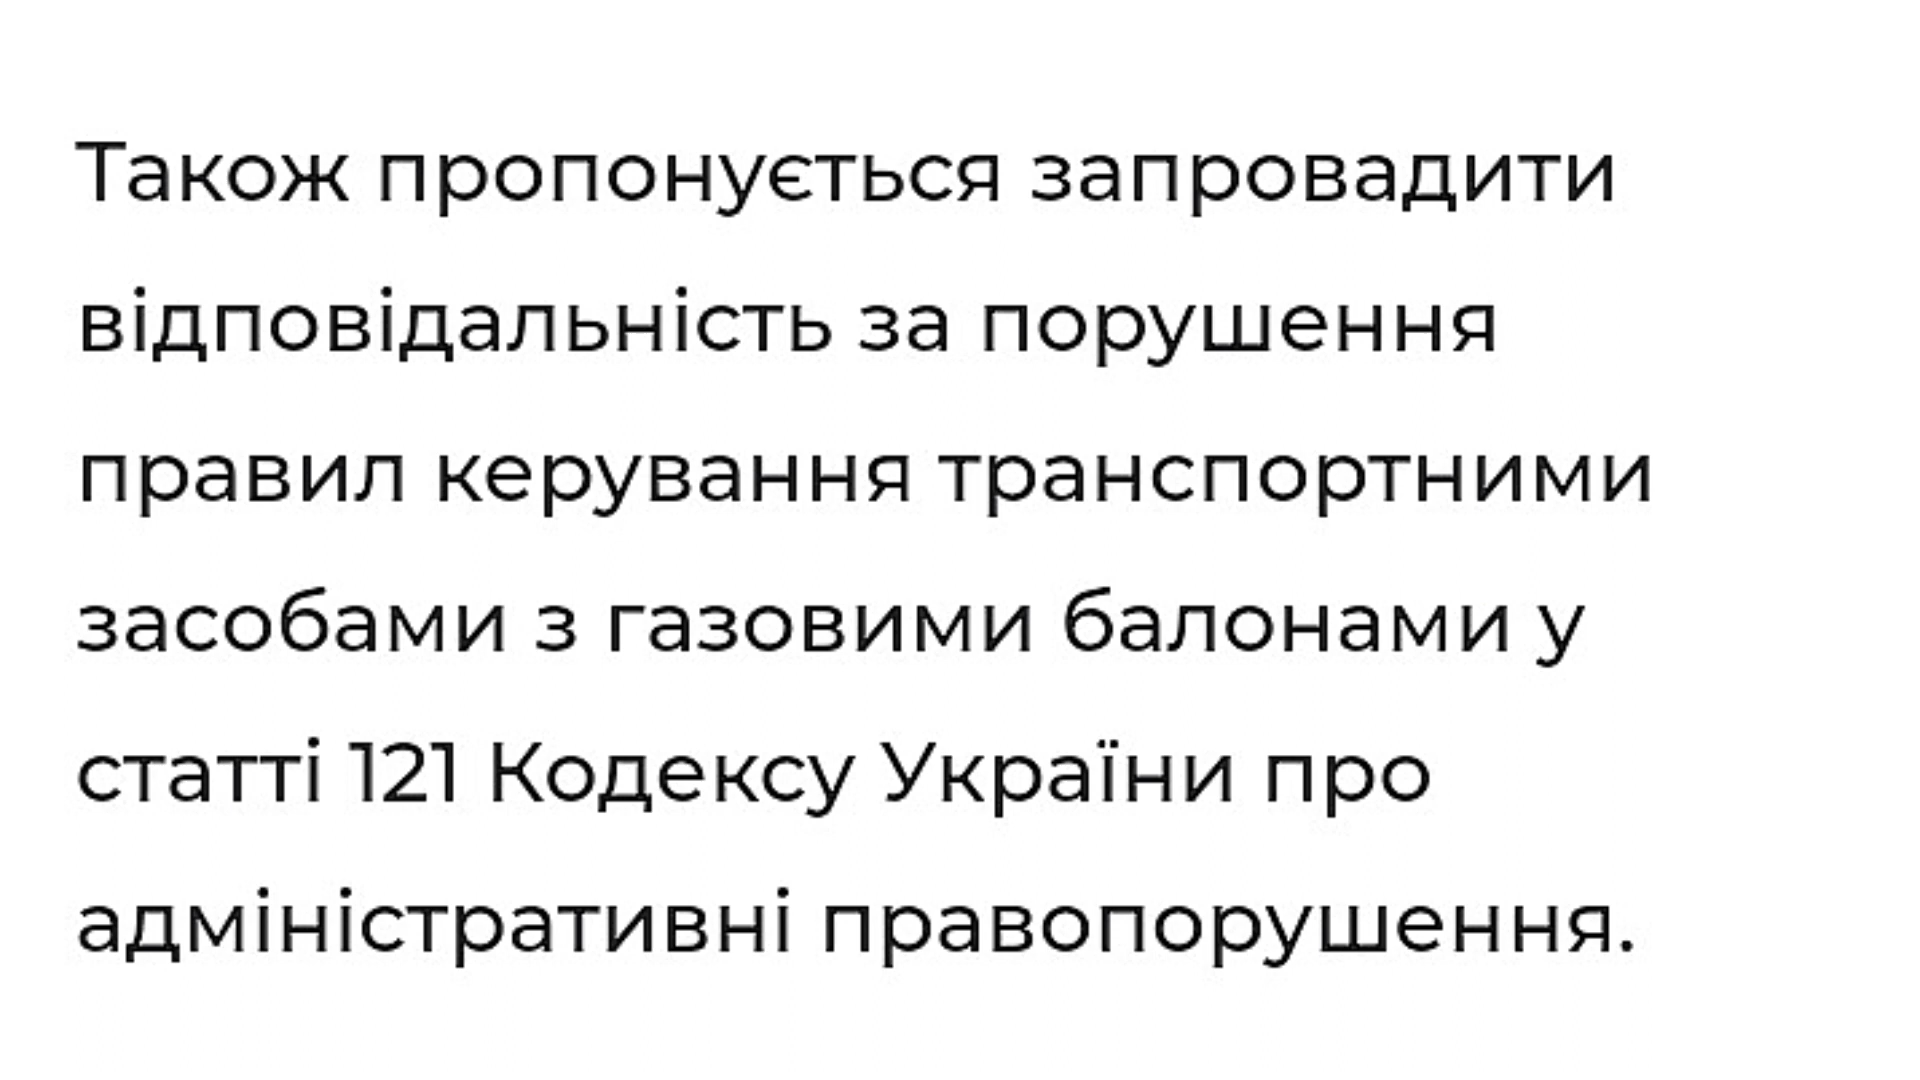 Також пропонується запровадити
відповідальність за порушення
правил керування транспортними
засобами з газовими балонами у
статті 121 Кодексу України про
адміністративні правопорушення.